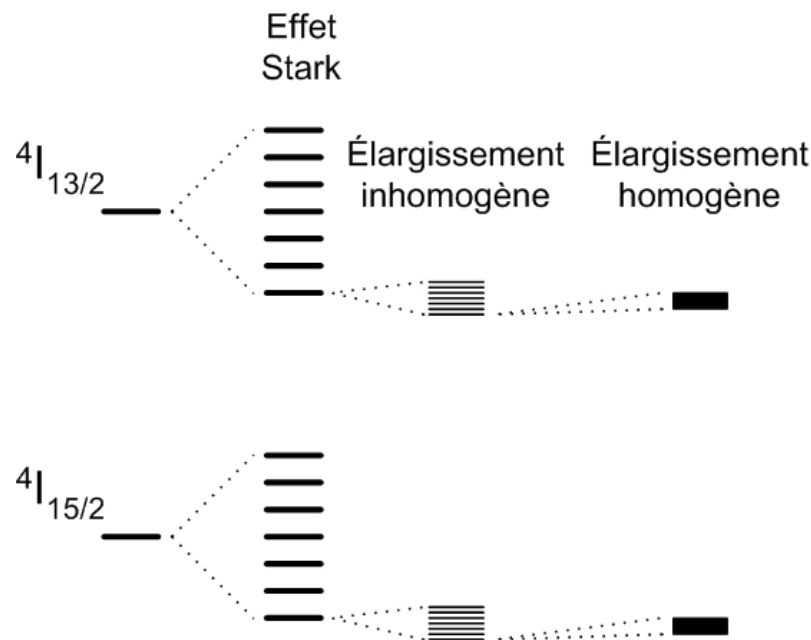 Effet
Stark
Élargissement
inhomogène
Élargissement
homogène
4I13/2
4I15/2